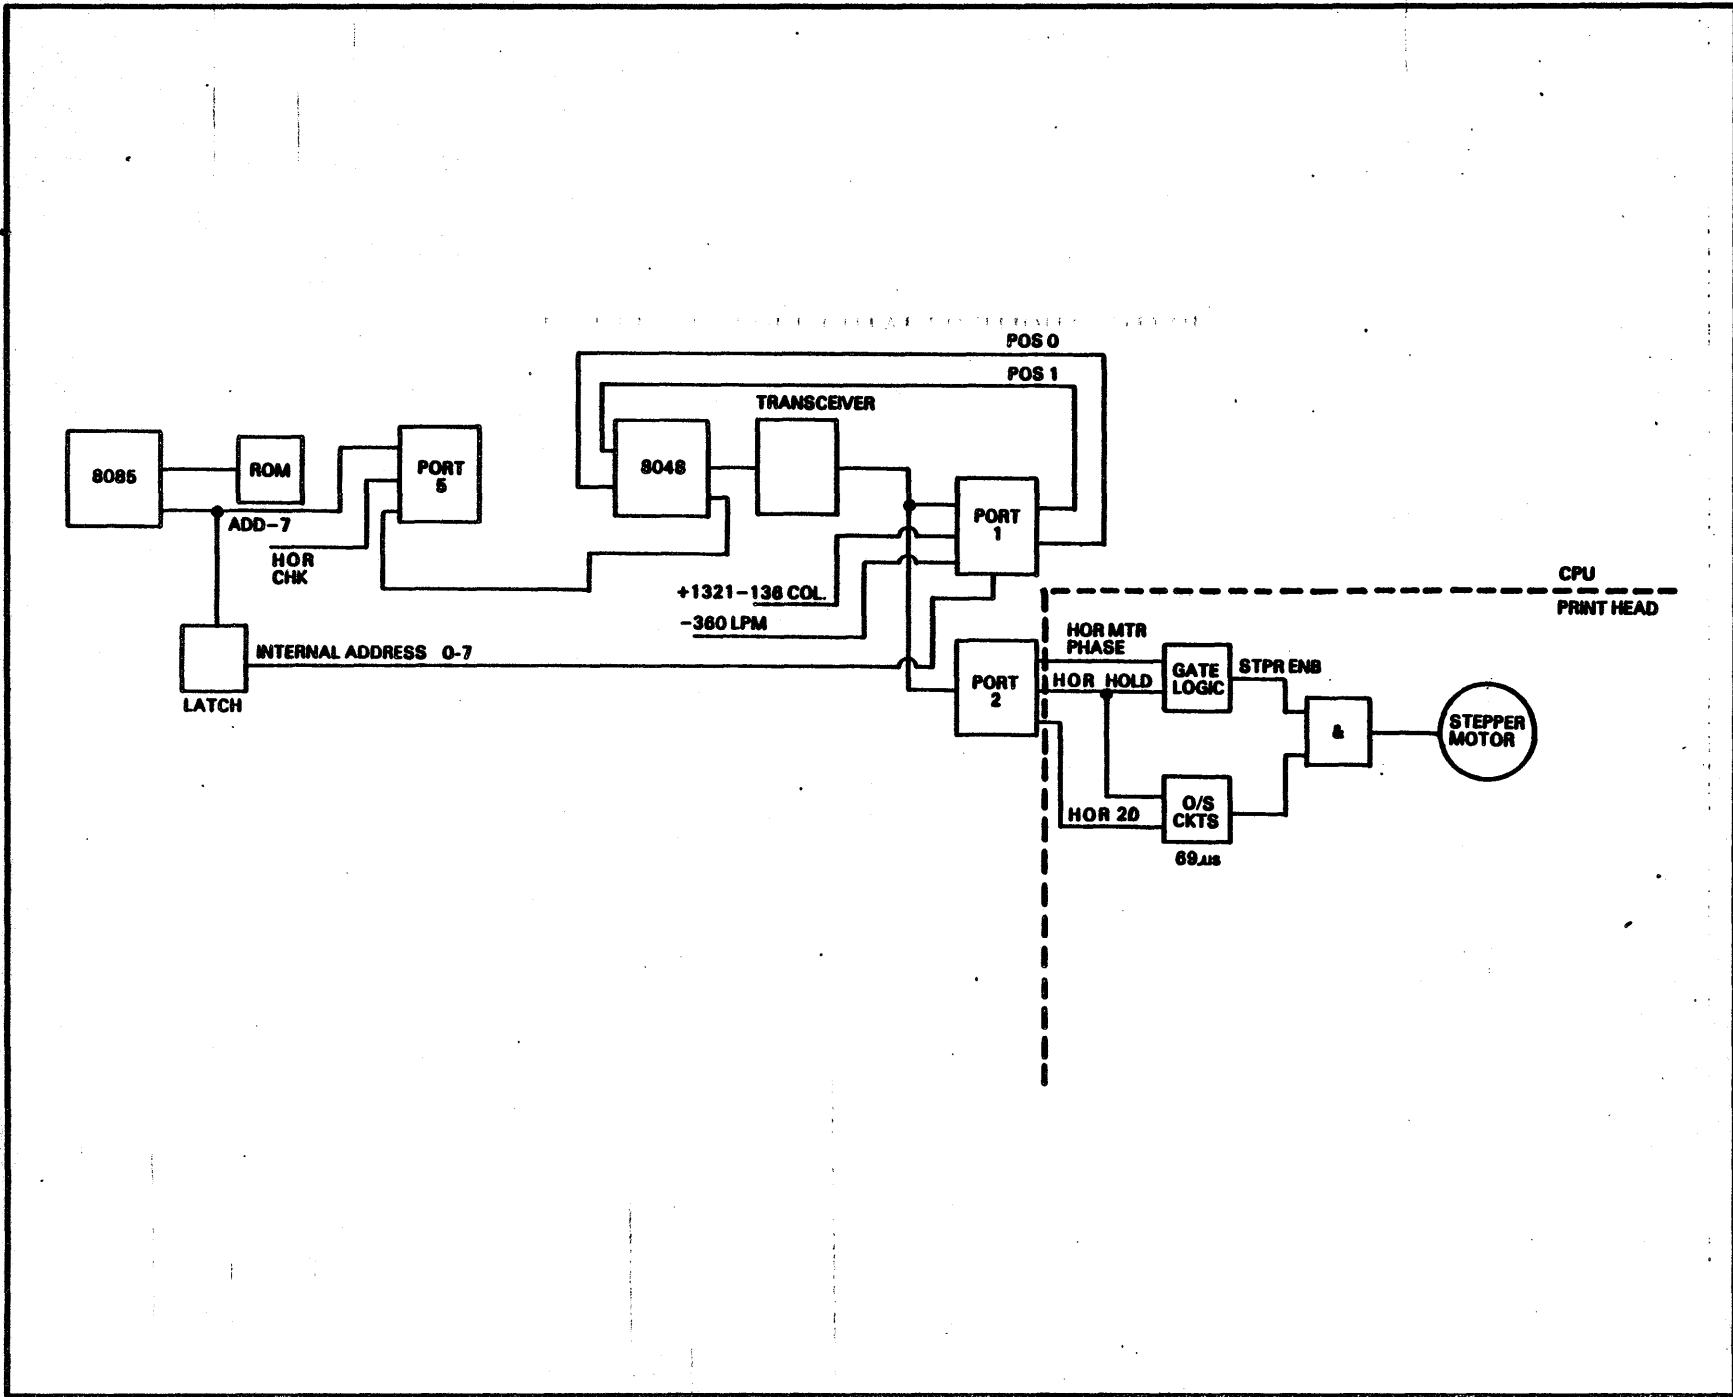 POS 0
POS 1
TRANSCEIVER
8085
ROM
PORT
5
8048
PORT
1
ADD-7
HOR
CHK
+1321-136 COL.
-360 LPM
CPU
PRINT HEAD
INTERNAL ADDRESS 0-7
LATCH
PORT
2
HOR MTR
PHASE
HOR HOLD
GATE
LOGIC
STPR ENB
&
STEPPER
MOTOR
HOR 20
O/S
CKTS
69µs